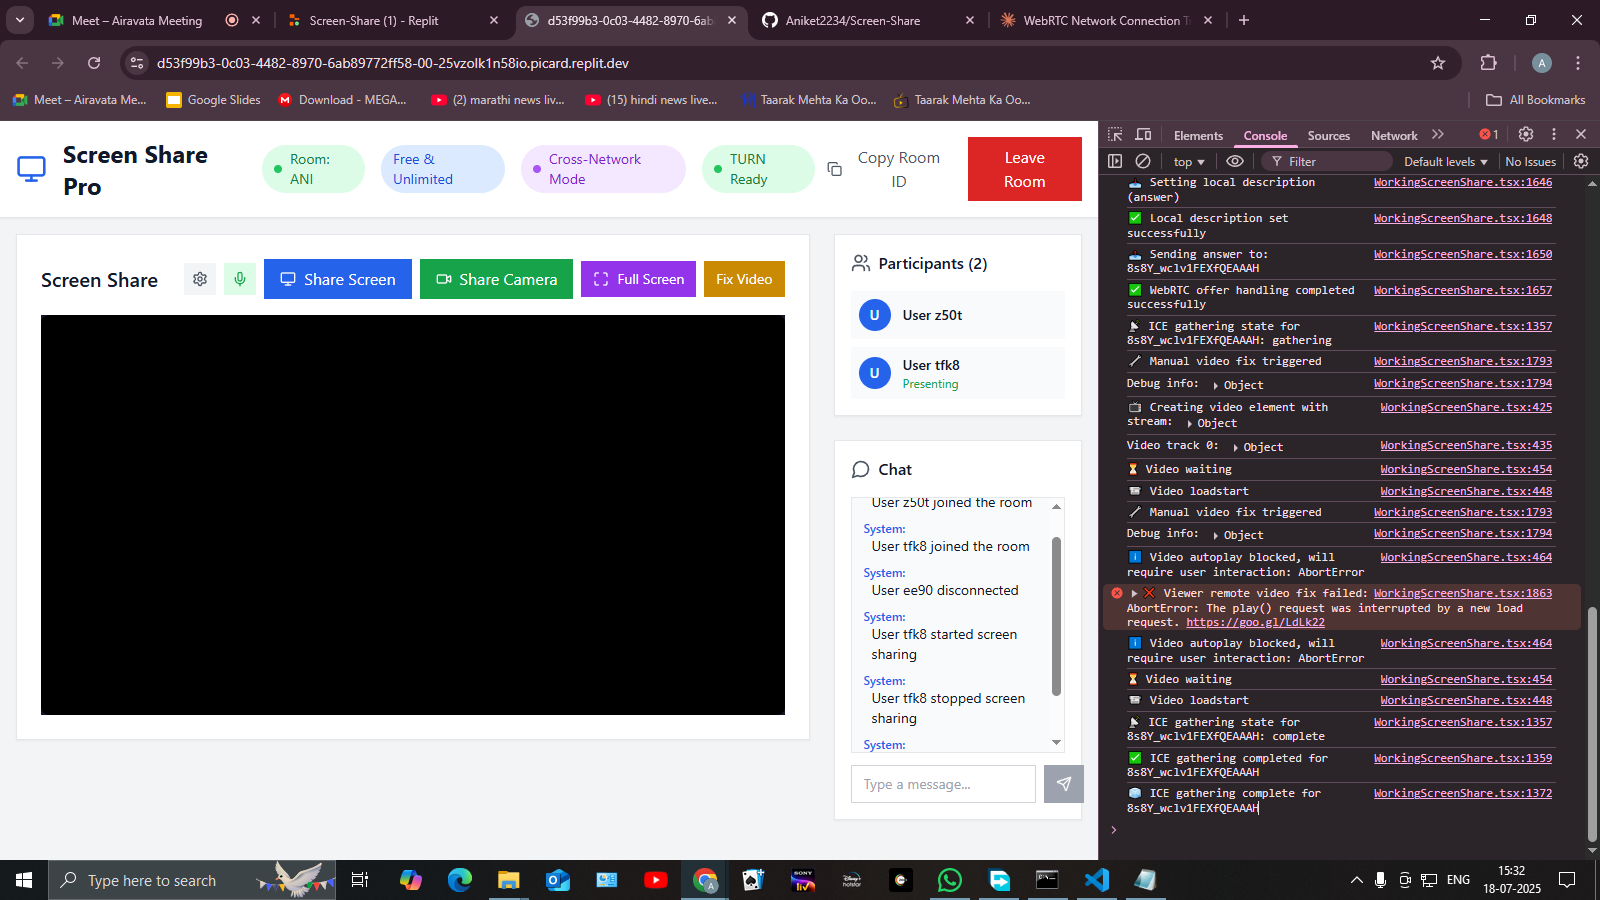 Meet – Airavata Meeting
Screen-Share (1) - Replit
d53f99b3-0c03-4482-8970-6ab
Aniket2234/Screen-Share
WebRTC Network Connection T
d53f99b3-0c03-4482-8970-6ab89772ff58-00-25vzolk1n58io.picard.replit.dev
A
Meet – Airavata Me...
Google Slides
Download - MEGA...
(2) marathi news liv...
(15) hindi news live...
Taarak Mehta Ka Oo...
Taarak Mehta Ka Oo...
All Bookmarks
Screen Share
Pro
Room:
ANI
Free &
Unlimited
Cross-Network
Mode
TURN
Ready
Copy Room
ID
Leave
Room
Screen Share
Share Screen
Share Camera
Full Screen
Fix Video
Participants (2)
U
User z50t
U
User tfk8
Presenting
Chat
User z50t joined the room
System:
User tfk8 joined the room
System:
User ee90 disconnected
System:
User tfk8 started screen
sharing
System:
User tfk8 stopped screen
sharing
System:
Type a message...
Elements
Console
Sources
Network
1
top
Filter
Default levels
No Issues
Setting local description WorkingScreenShare.tsx:1646
(answer)
Local description set WorkingScreenShare.tsx:1648
successfully
Sending answer to: WorkingScreenShare.tsx:1650
8s8Y_wclv1FEXfQEAAAH
WebRTC offer handling completed WorkingScreenShare.tsx:1657
successfully
ICE gathering state for WorkingScreenShare.tsx:1357
8s8Y_wclv1FEXfQEAAAH: gathering
Manual video fix triggered WorkingScreenShare.tsx:1793
Debug info: Object WorkingScreenShare.tsx:1794
Creating video element with WorkingScreenShare.tsx:425
stream: Object
Video track 0: Object WorkingScreenShare.tsx:435
Video waiting WorkingScreenShare.tsx:454
Video loadstart WorkingScreenShare.tsx:448
Manual video fix triggered WorkingScreenShare.tsx:1793
Debug info: Object WorkingScreenShare.tsx:1794
Video autoplay blocked, will WorkingScreenShare.tsx:464
require user interaction: AbortError
Viewer remote video fix failed: WorkingScreenShare.tsx:1863
AbortError: The play() request was interrupted by a new load
request. https://goo.gl/LdLk22
Video autoplay blocked, will WorkingScreenShare.tsx:464
require user interaction: AbortError
Video waiting WorkingScreenShare.tsx:454
Video loadstart WorkingScreenShare.tsx:448
ICE gathering state for WorkingScreenShare.tsx:1357
8s8Y_wclv1FEXfQEAAAH: complete
ICE gathering completed for WorkingScreenShare.tsx:1359
8s8Y_wclv1FEXfQEAAAH
ICE gathering complete for WorkingScreenShare.tsx:1372
8s8Y_wclv1FEXfQEAAAH
Type here to search
ENG
15:32
18-07-2025